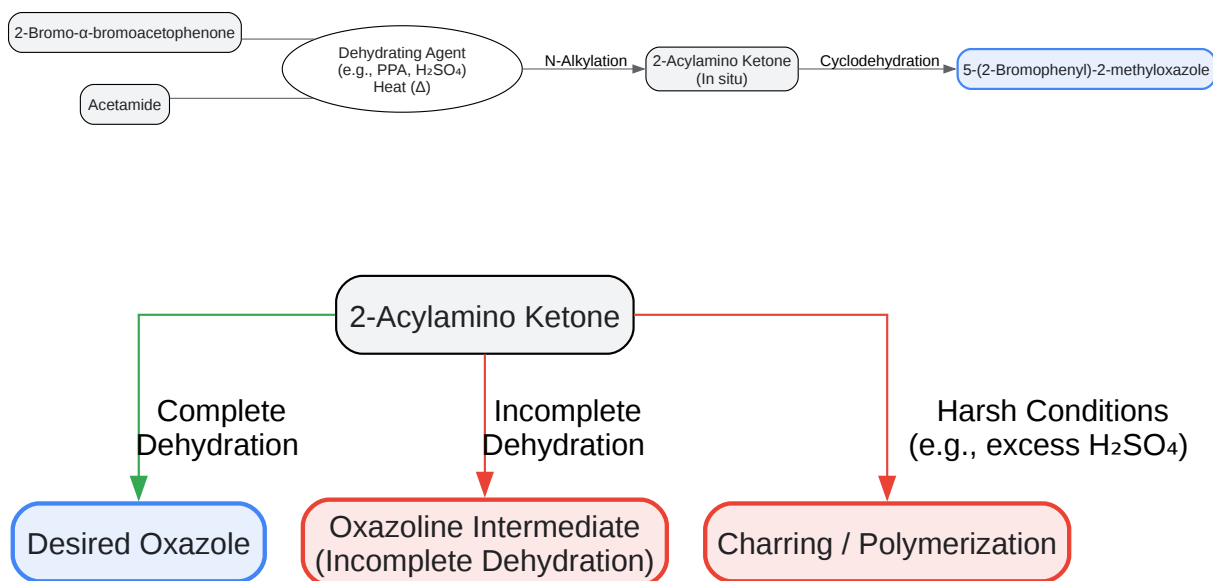 2-Bromo-α-bromoacetophenone
Acetamide
Dehydrating Agent
(e.g., PPA, H₂SO₄)
Heat (Δ)
N-Alkylation
2-Acylamino Ketone
(In situ)
Cyclodehydration
5-(2-Bromophenyl)-2-methyloxazole
2-Acylamino Ketone
Complete
Dehydration
Incomplete
Dehydration
Harsh Conditions
(e.g., excess H₂SO₄)
Desired Oxazole
Oxazoline Intermediate
(Incomplete Dehydration)
Charring / Polymerization